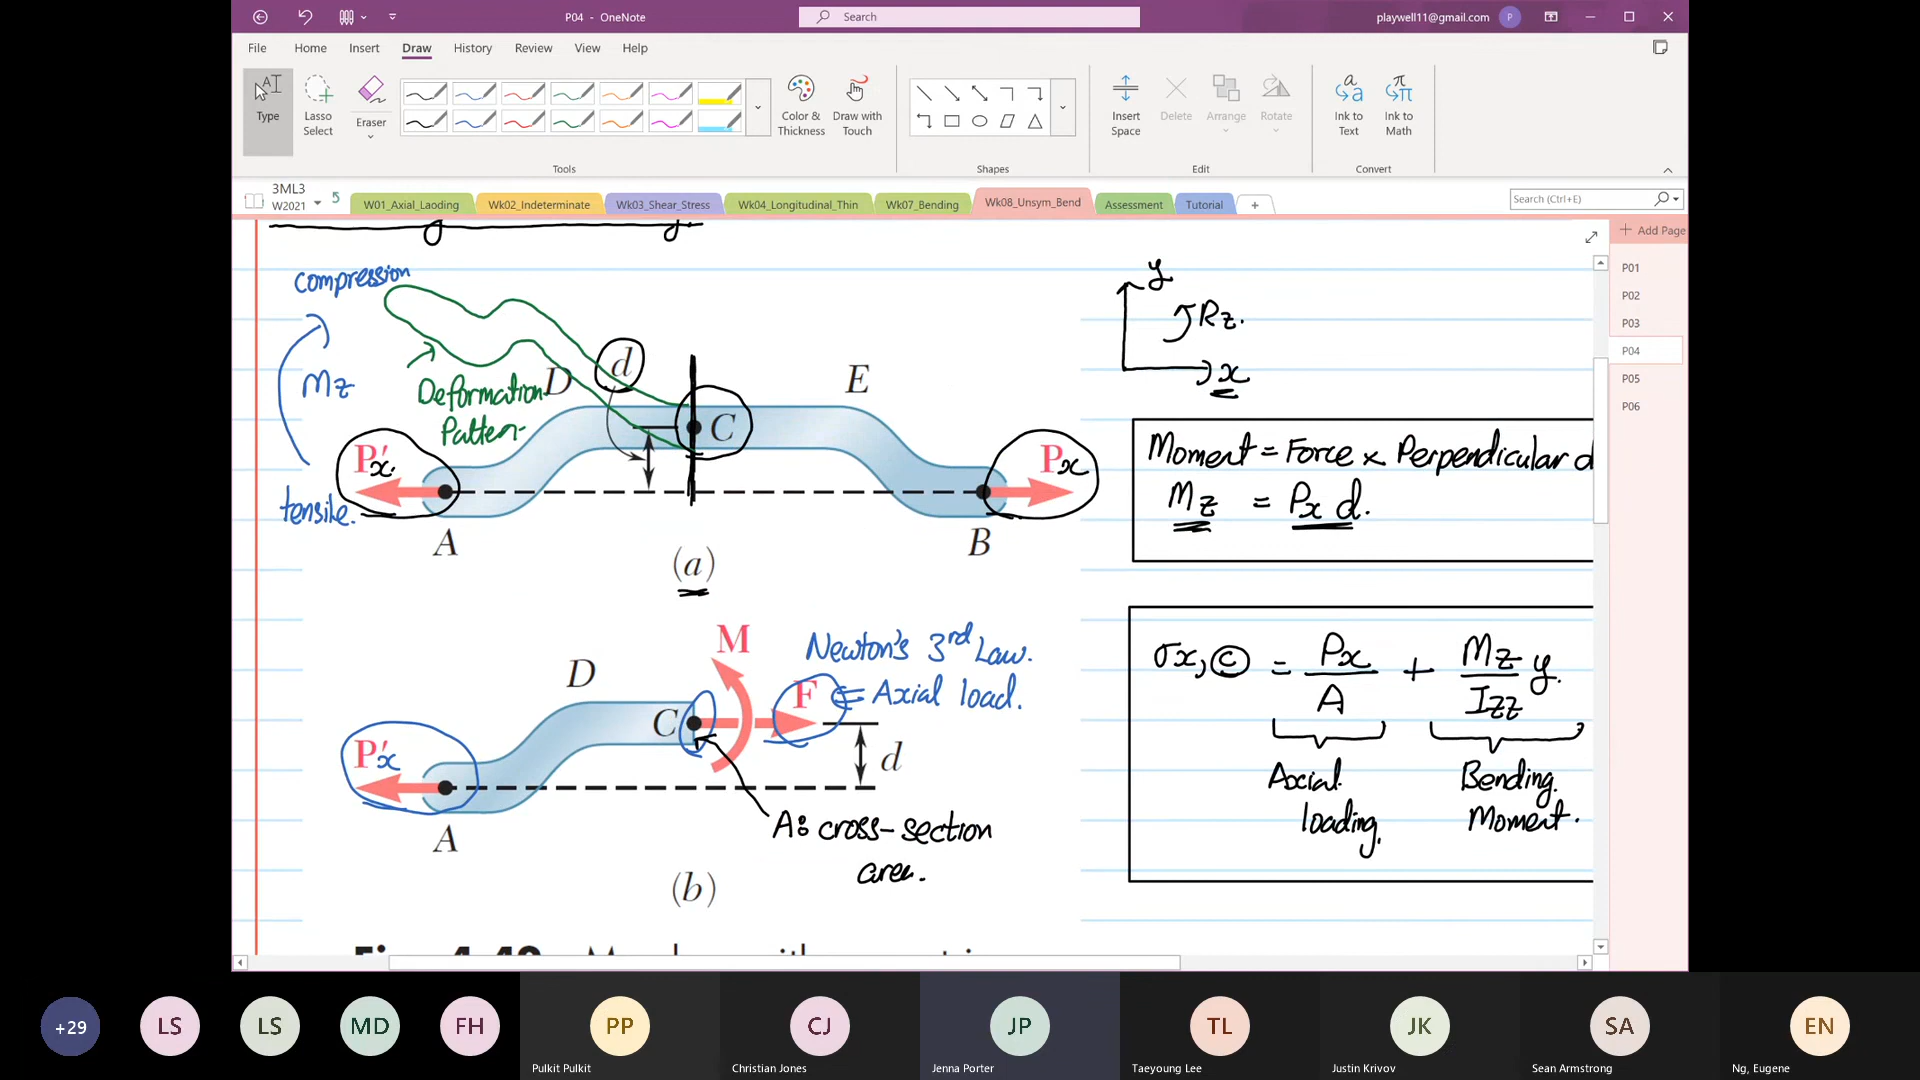 P04 - OneNote
Search
playwell11@gmail.com
P
File Home Insert Draw History Review View Help
Type
Lasso Select
Eraser
Color & Thickness
Draw with Touch
Insert Space
Delete
Arrange
Rotate
Ink to Text
Ink to Math
Tools
Shapes
Edit
Convert
3ML3 W2021
W01_Axial_Laoding
Wk02_Indeterminate
Wk03_Shear_Stress
Wk04_Longitudinal_Thin
Wk07_Bending
Wk08_Unsym_Bend
Assessment
Tutorial
+
Search (Ctrl+E)
Add Page
P01
P02
P03
P04
P05
P06
compression
Mz
tensile.
Deformation
Patten
D
d
C
E
P'x.
Px
A
B
(a)
y
Rz.
x
Moment = Force x Perpendicular d
Mz = Px d.
M
Newton's 3rd Law.
D
F
= Axial load.
C
P'x
d
A
A: cross-section
area.
(b)
σx, © = Px/A + Mz/Izz y.
Axial
loading.
Bending
Moment.
+29
LS
LS
MD
FH
PP
Pulkit Pulkit
CJ
Christian Jones
JP
Jenna Porter
TL
Taeyoung Lee
JK
Justin Krivov
SA
Sean Armstrong
EN
Ng, Eugene